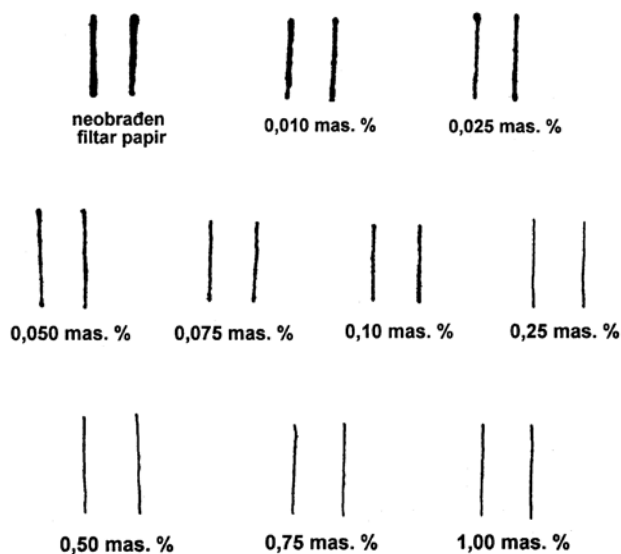 neobrađen
filtar papir
0,010 mas. %
0,025 mas. %
0,050 mas. %
0,075 mas. %
0,10 mas. %
0,25 mas. %
0,50 mas. %
0,75 mas. %
1,00 mas. %